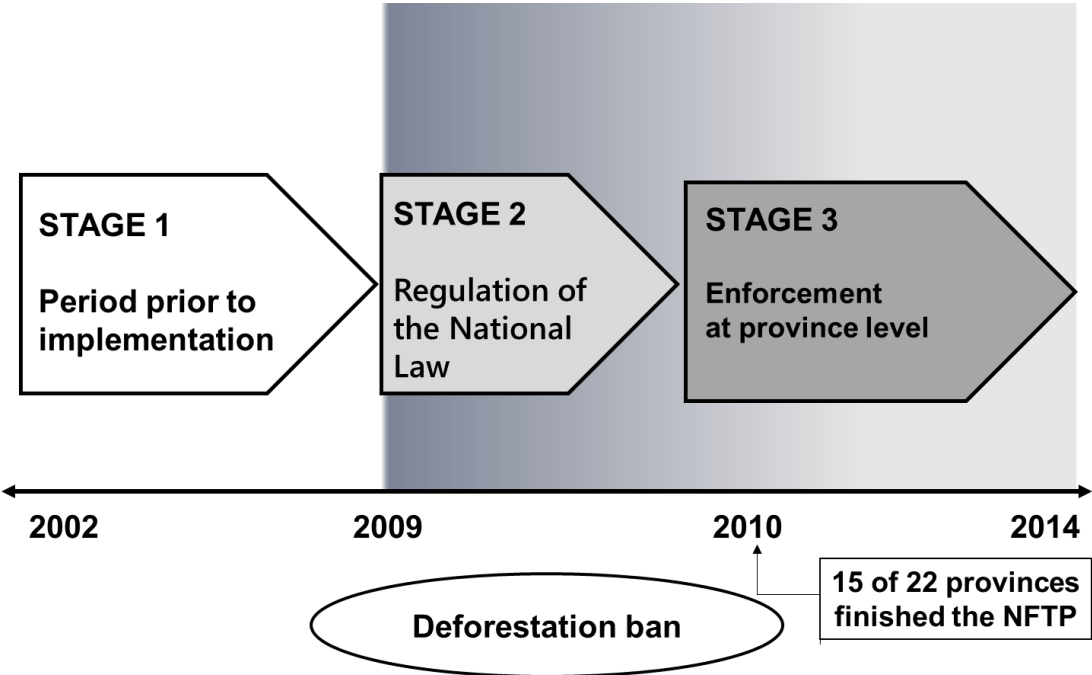 STAGE 1
Period prior to
implementation
STAGE 2
Regulation of
the National
Law
STAGE 3
Enforcement
at province level
2002
2009
2010
2014
15 of 22 provinces
finished the NFTP
Deforestation ban